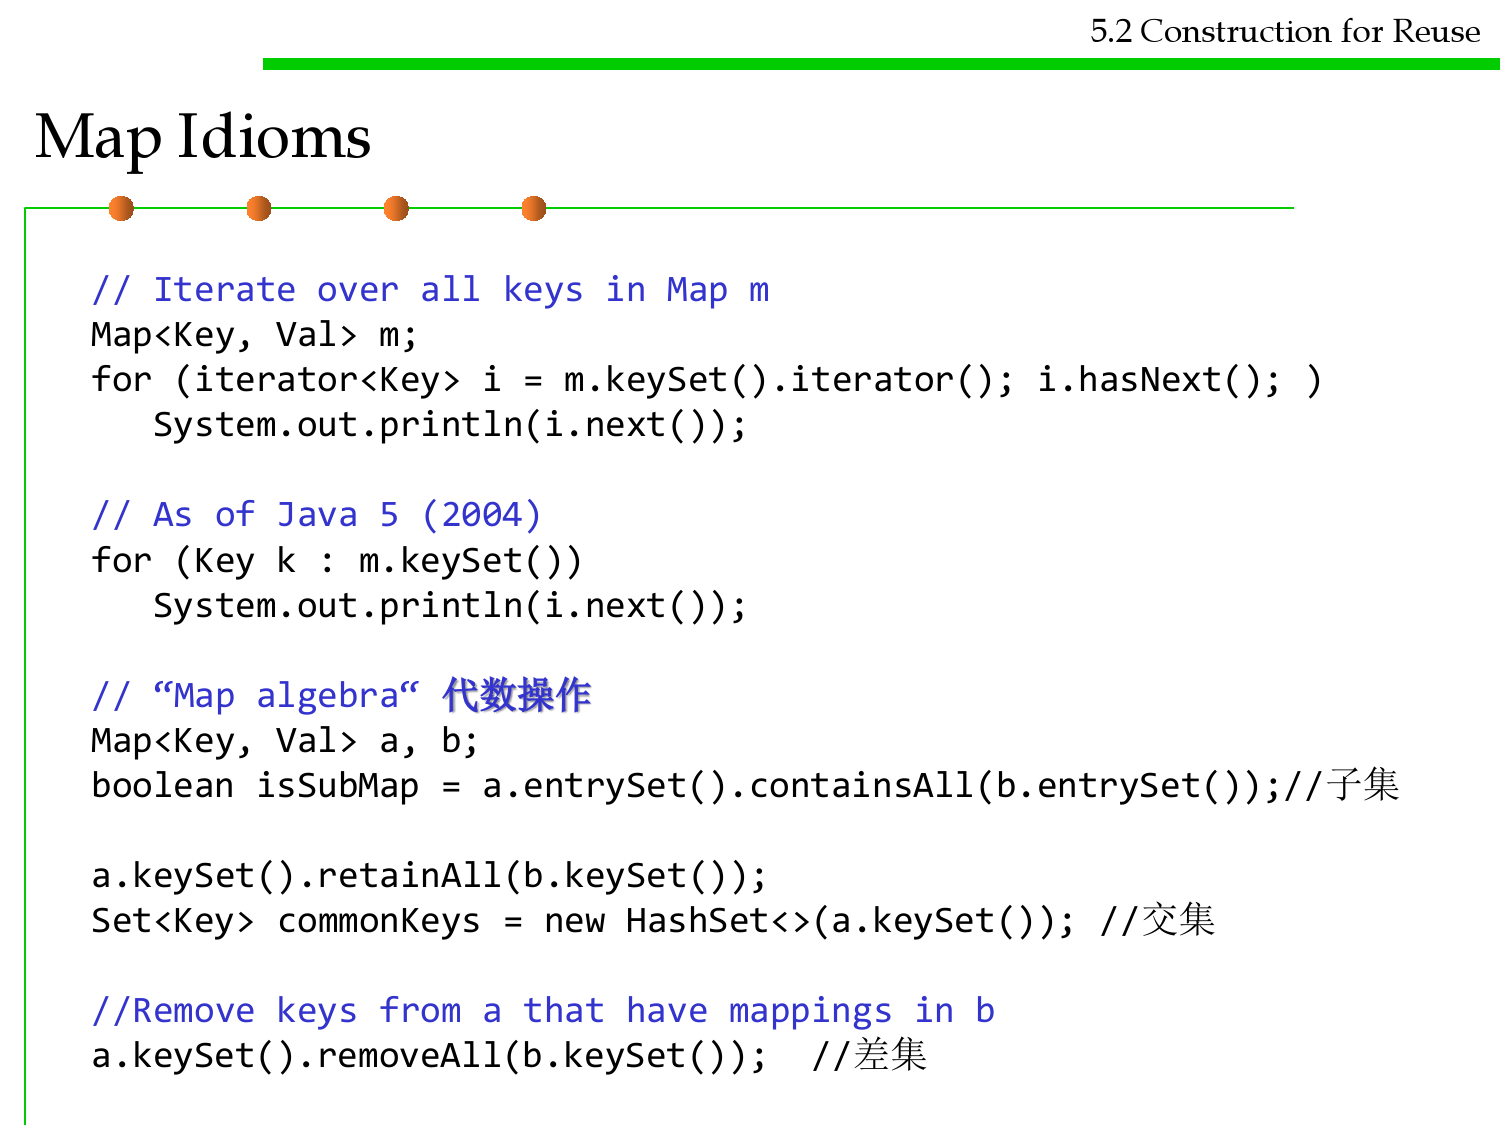 5.2 Construction for Reuse
Map Idioms
// Iterate over all keys in Map m
Map<Key, Val> m;
for (iterator<Key> i = m.keySet().iterator(); i.hasNext(); )
   System.out.println(i.next());
// As of Java 5 (2004)
for (Key k : m.keySet())
   System.out.println(i.next());
// “Map algebra“ 代数操作
Map<Key, Val> a, b;
boolean isSubMap = a.entrySet().containsAll(b.entrySet());//子集
a.keySet().retainAll(b.keySet());
Set<Key> commonKeys = new HashSet<>(a.keySet()); //交集
//Remove keys from a that have mappings in b
a.keySet().removeAll(b.keySet());  //差集